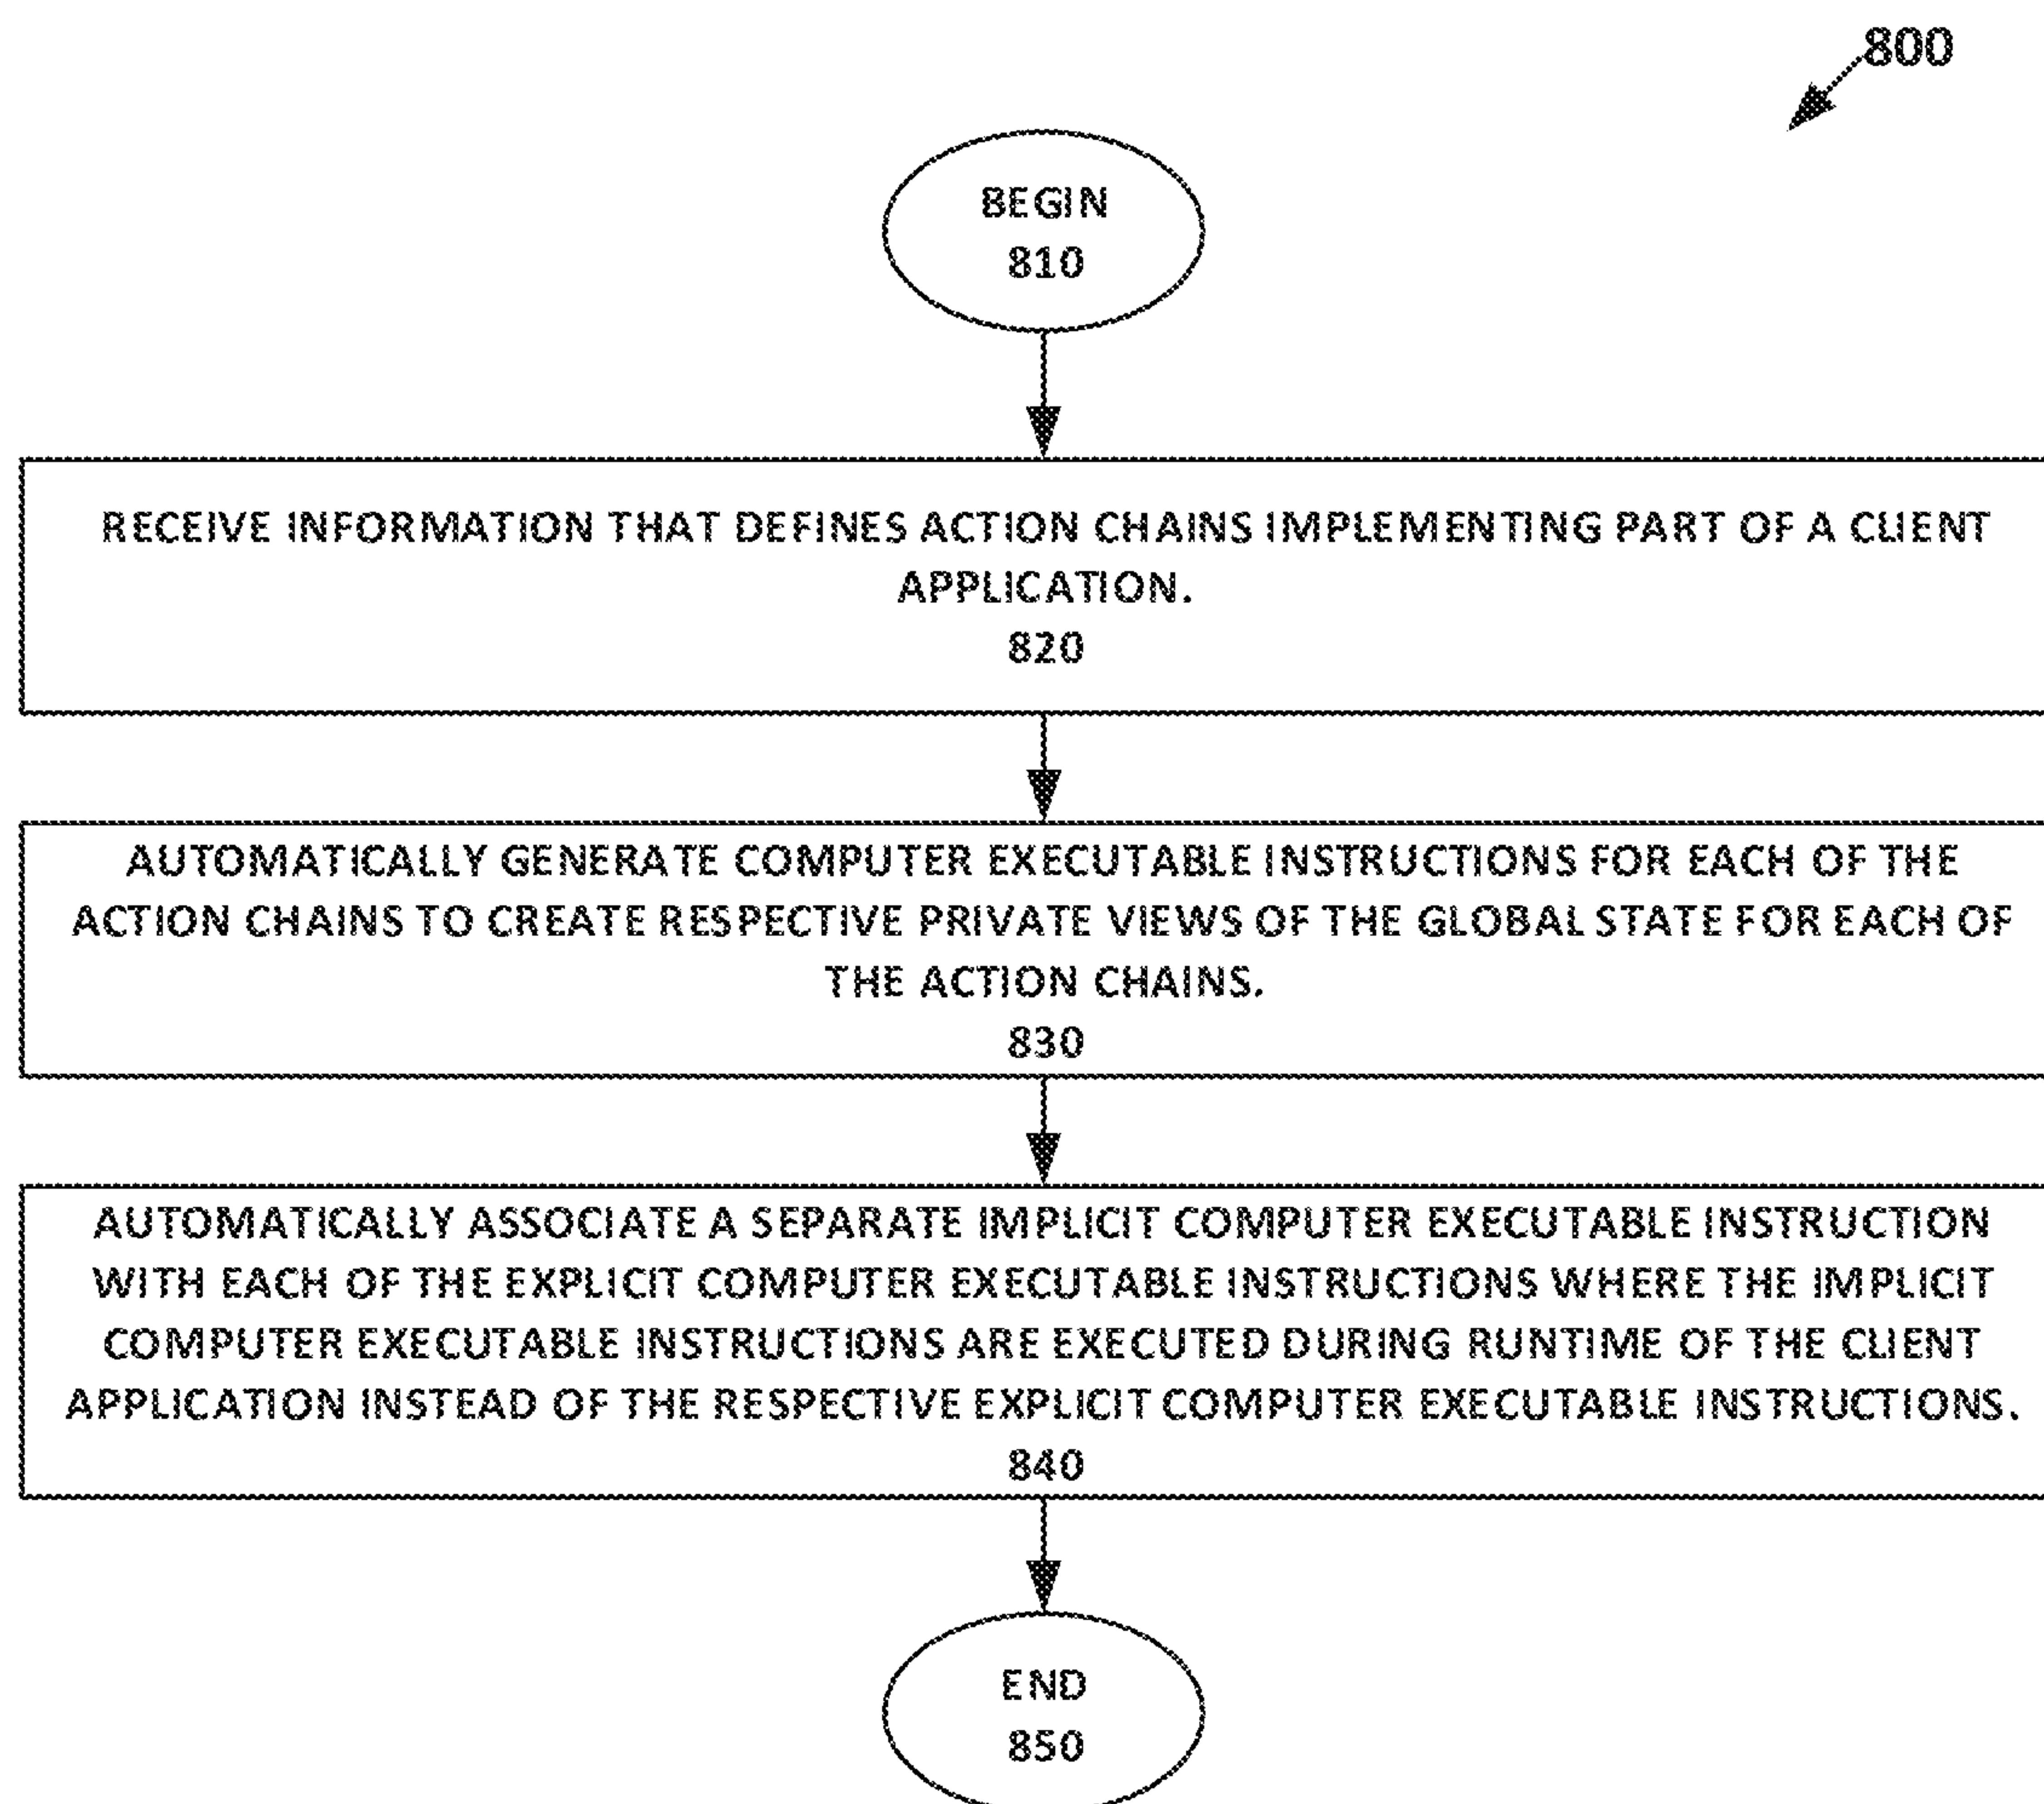 800
BEGIN
810
RECEIVE INFORMATION THAT DEFINES ACTION CHAINS IMPLEMENTING PART OF A CLIENT
APPLICATION.
820
AUTOMATICALLY GENERATE COMPUTER EXECUTABLE INSTRUCTIONS FOR EACH OF THE
ACTION CHAINS TO CREATE RESPECTIVE PRIVATE VIEWS OF THE GLOBAL STATE FOR EACH OF
THE ACTION CHAINS.
830
AUTOMATICALLY ASSOCIATE A SEPARATE IMPLICIT COMPUTER EXECUTABLE INSTRUCTION
WITH EACH OF THE EXPLICIT COMPUTER EXECUTABLE INSTRUCTIONS WHERE THE IMPLICIT
COMPUTER EXECUTABLE INSTRUCTIONS ARE EXECUTED DURING RUNTIME OF THE CLIENT
APPLICATION INSTEAD OF THE RESPECTIVE EXPLICIT COMPUTER EXECUTABLE INSTRUCTIONS.
840
END
850